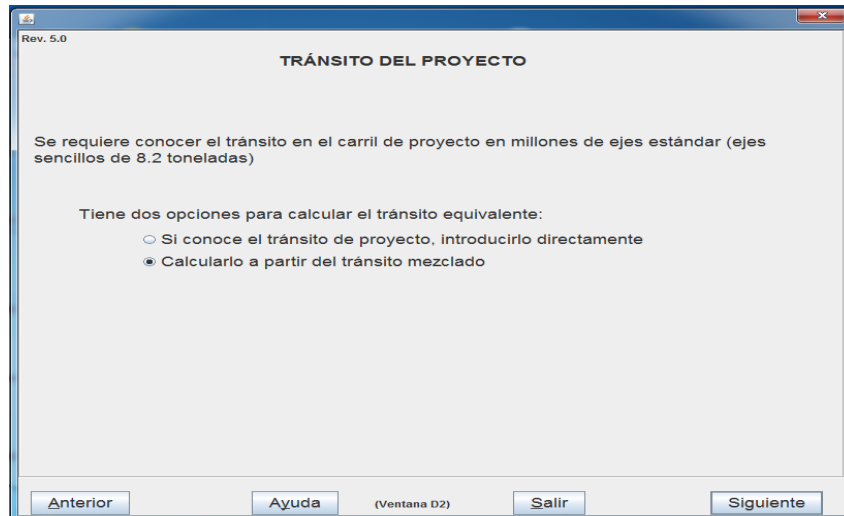 Rev. 5.0
TRÁNSITO DEL PROYECTO
Se requiere conocer el tránsito en el carril de proyecto en millones de ejes estándar (ejes
sencillos de 8.2 toneladas)
Tiene dos opciones para calcular el tránsito equivalente:
Si conoce el tránsito de proyecto, introducirlo directamente
Calcularlo a partir del tránsito mezclado
Anterior Ayuda (Ventana D2) Salir Siguiente